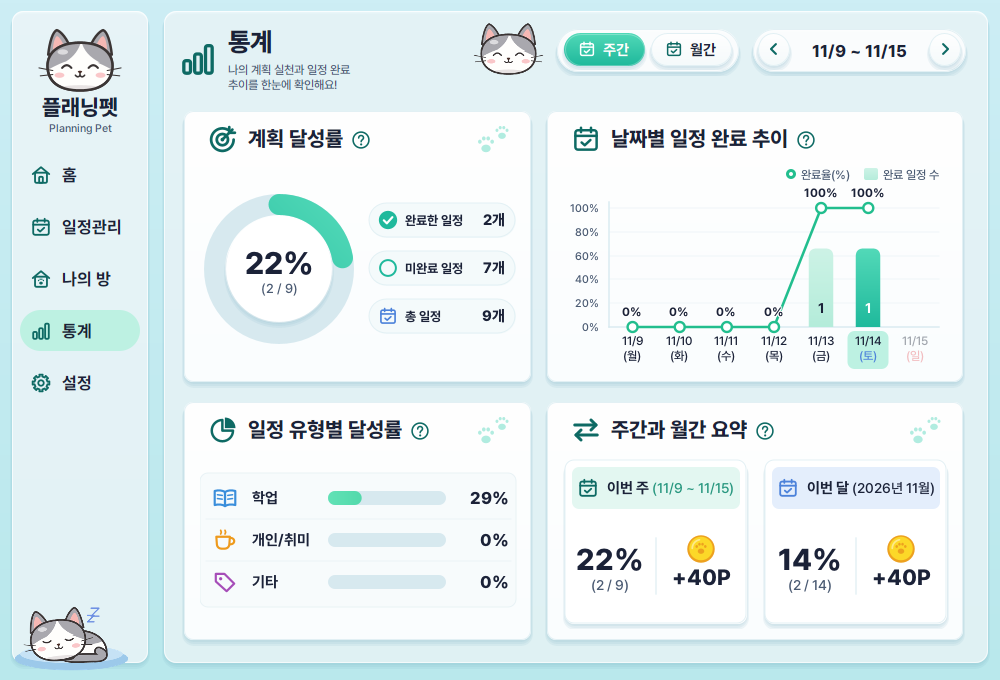 플래닝펫
Planning Pet
홈
일정관리
나의 방
통계
설정
Z
통계
나의 계획 실천과 일정 완료
추이를 한눈에 확인해요!
주간
월간
11/9 ~ 11/15
계획 달성률 ?
22%
(2 / 9)
완료한 일정 2개
미완료 일정 7개
총 일정 9개
날짜별 일정 완료 추이 ?
완료율(%) 완료 일정 수
100% 100%
100%
80%
60%
40%
20%
0%
0% 0% 0% 0%
1 1
11/9 11/10 11/11 11/12 11/13 11/14 11/15
(월) (화) (수) (목) (금) (토) (일)
일정 유형별 달성률 ?
학업 29%
개인/취미 0%
기타 0%
주간과 월간 요약 ?
이번 주 (11/9 ~ 11/15)
22%
(2 / 9)
+40P
이번 달 (2026년 11월)
14%
(2 / 14)
+40P